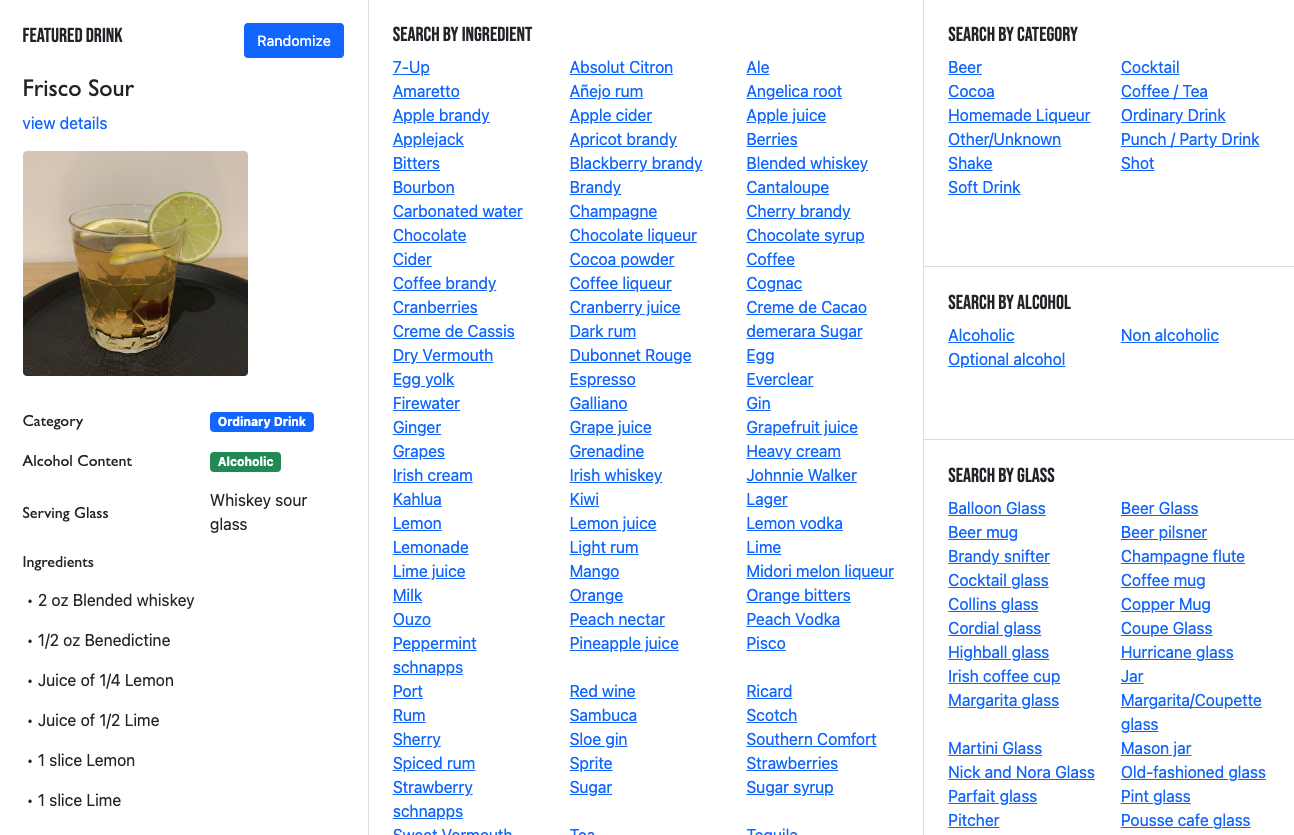 FEATURED DRINK
Randomize
Frisco Sour
view details
Category
Ordinary Drink
Alcohol Content
Alcoholic
Serving Glass
Whiskey sour
glass
Ingredients
• 2 oz Blended whiskey
• 1/2 oz Benedictine
• Juice of 1/4 Lemon
• Juice of 1/2 Lime
• 1 slice Lemon
• 1 slice Lime
SEARCH BY INGREDIENT
7-Up Absolut Citron Ale
Amaretto Añejo rum Angelica root
Apple brandy Apple cider Apple juice
Applejack Apricot brandy Berries
Bitters Blackberry brandy Blended whiskey
Bourbon Brandy Cantaloupe
Carbonated water Champagne Cherry brandy
Chocolate Chocolate liqueur Chocolate syrup
Cider Cocoa powder Coffee
Coffee brandy Coffee liqueur Cognac
Cranberries Cranberry juice Creme de Cacao
Creme de Cassis Dark rum demerara Sugar
Dry Vermouth Dubonnet Rouge Egg
Egg yolk Espresso Everclear
Firewater Galliano Gin
Ginger Grape juice Grapefruit juice
Grapes Grenadine Heavy cream
Irish cream Irish whiskey Johnnie Walker
Kahlua Kiwi Lager
Lemon Lemon juice Lemon vodka
Lemonade Light rum Lime
Lime juice Mango Midori melon liqueur
Milk Orange Orange bitters
Ouzo Peach nectar Peach Vodka
Peppermint Pineapple juice Pisco
schnapps
Port Red wine Ricard
Rum Sambuca Scotch
Sherry Sloe gin Southern Comfort
Spiced rum Sprite Strawberries
Strawberry Sugar Sugar syrup
schnapps
Sweet Vermouth Tea Tequila
SEARCH BY CATEGORY
Beer Cocktail
Cocoa Coffee / Tea
Homemade Liqueur Ordinary Drink
Other/Unknown Punch / Party Drink
Shake Shot
Soft Drink
SEARCH BY ALCOHOL
Alcoholic Non alcoholic
Optional alcohol
SEARCH BY GLASS
Balloon Glass Beer Glass
Beer mug Beer pilsner
Brandy snifter Champagne flute
Cocktail glass Coffee mug
Collins glass Copper Mug
Cordial glass Coupe Glass
Highball glass Hurricane glass
Irish coffee cup Jar
Margarita glass Margarita/Coupette
glass
Martini Glass Mason jar
Nick and Nora Glass Old-fashioned glass
Parfait glass Pint glass
Pitcher Pousse cafe glass